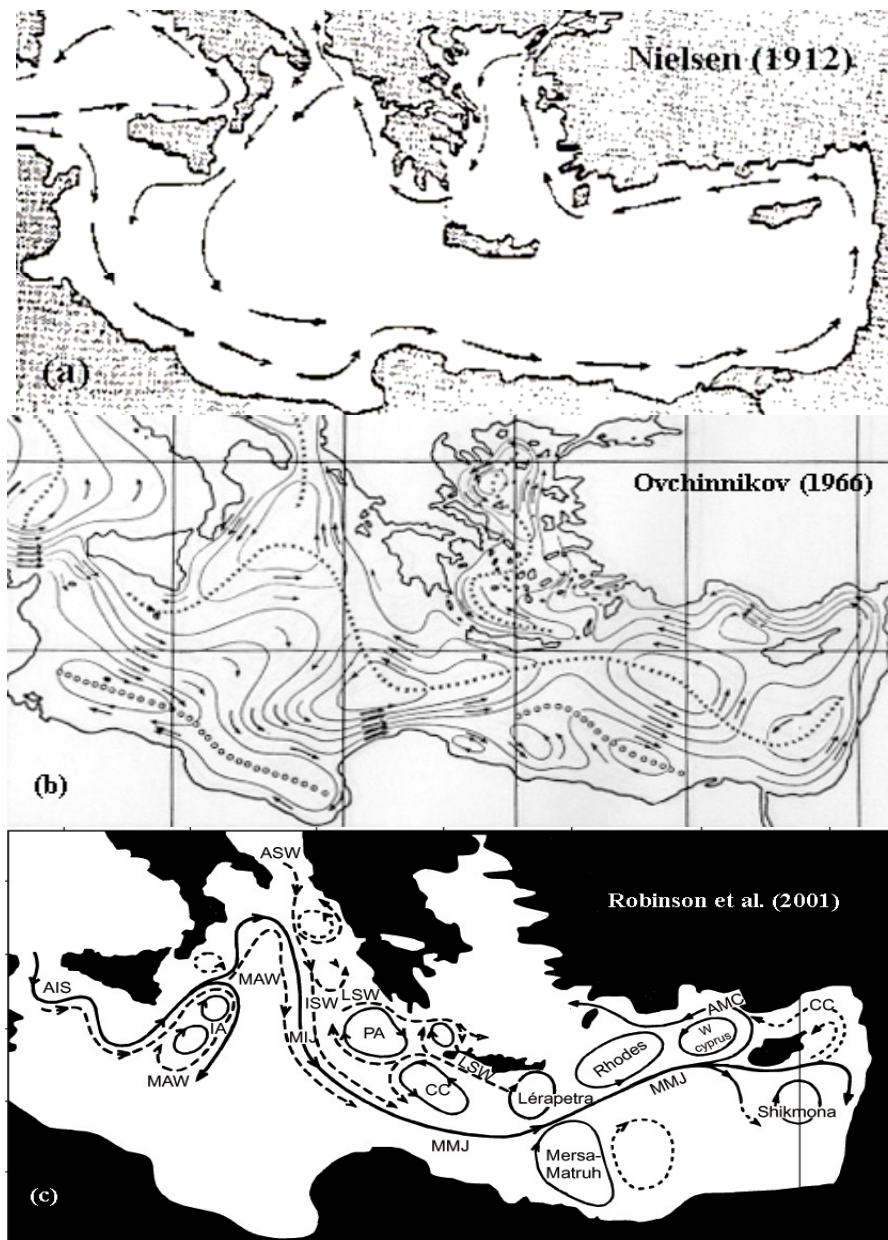 Nielsen (1912)
(a)
Ovchinnikov (1966)
(b)
ASW
Robinson et al. (2001)
AIS
MAW
ISW
LSW
AMC
CC
IA
MIJ
PA
W
cyprus
Rhodes
MAW
LSW
CC
MMJ
Lérapetra
Shikmona
MMJ
Mersa-
Matruh
(c)